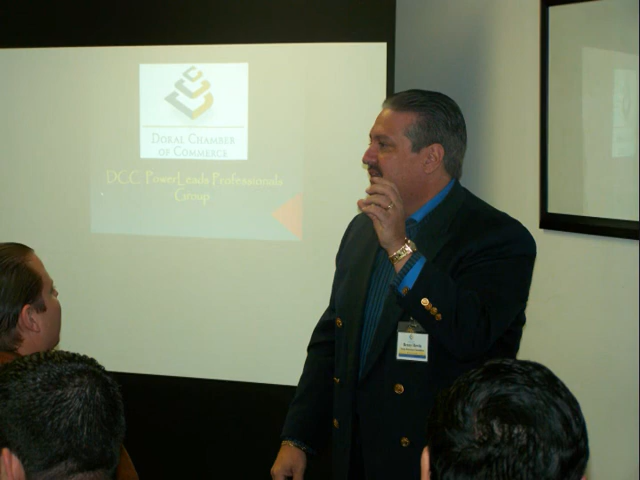 DORAL CHAMBER
OF COMMERCE
DCC PowerLeads Professionals
Group